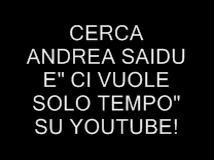 CERCA
ANDREA SAIDU
E" CI VUOLE
SOLO TEMPO"
SU YOUTUBE!